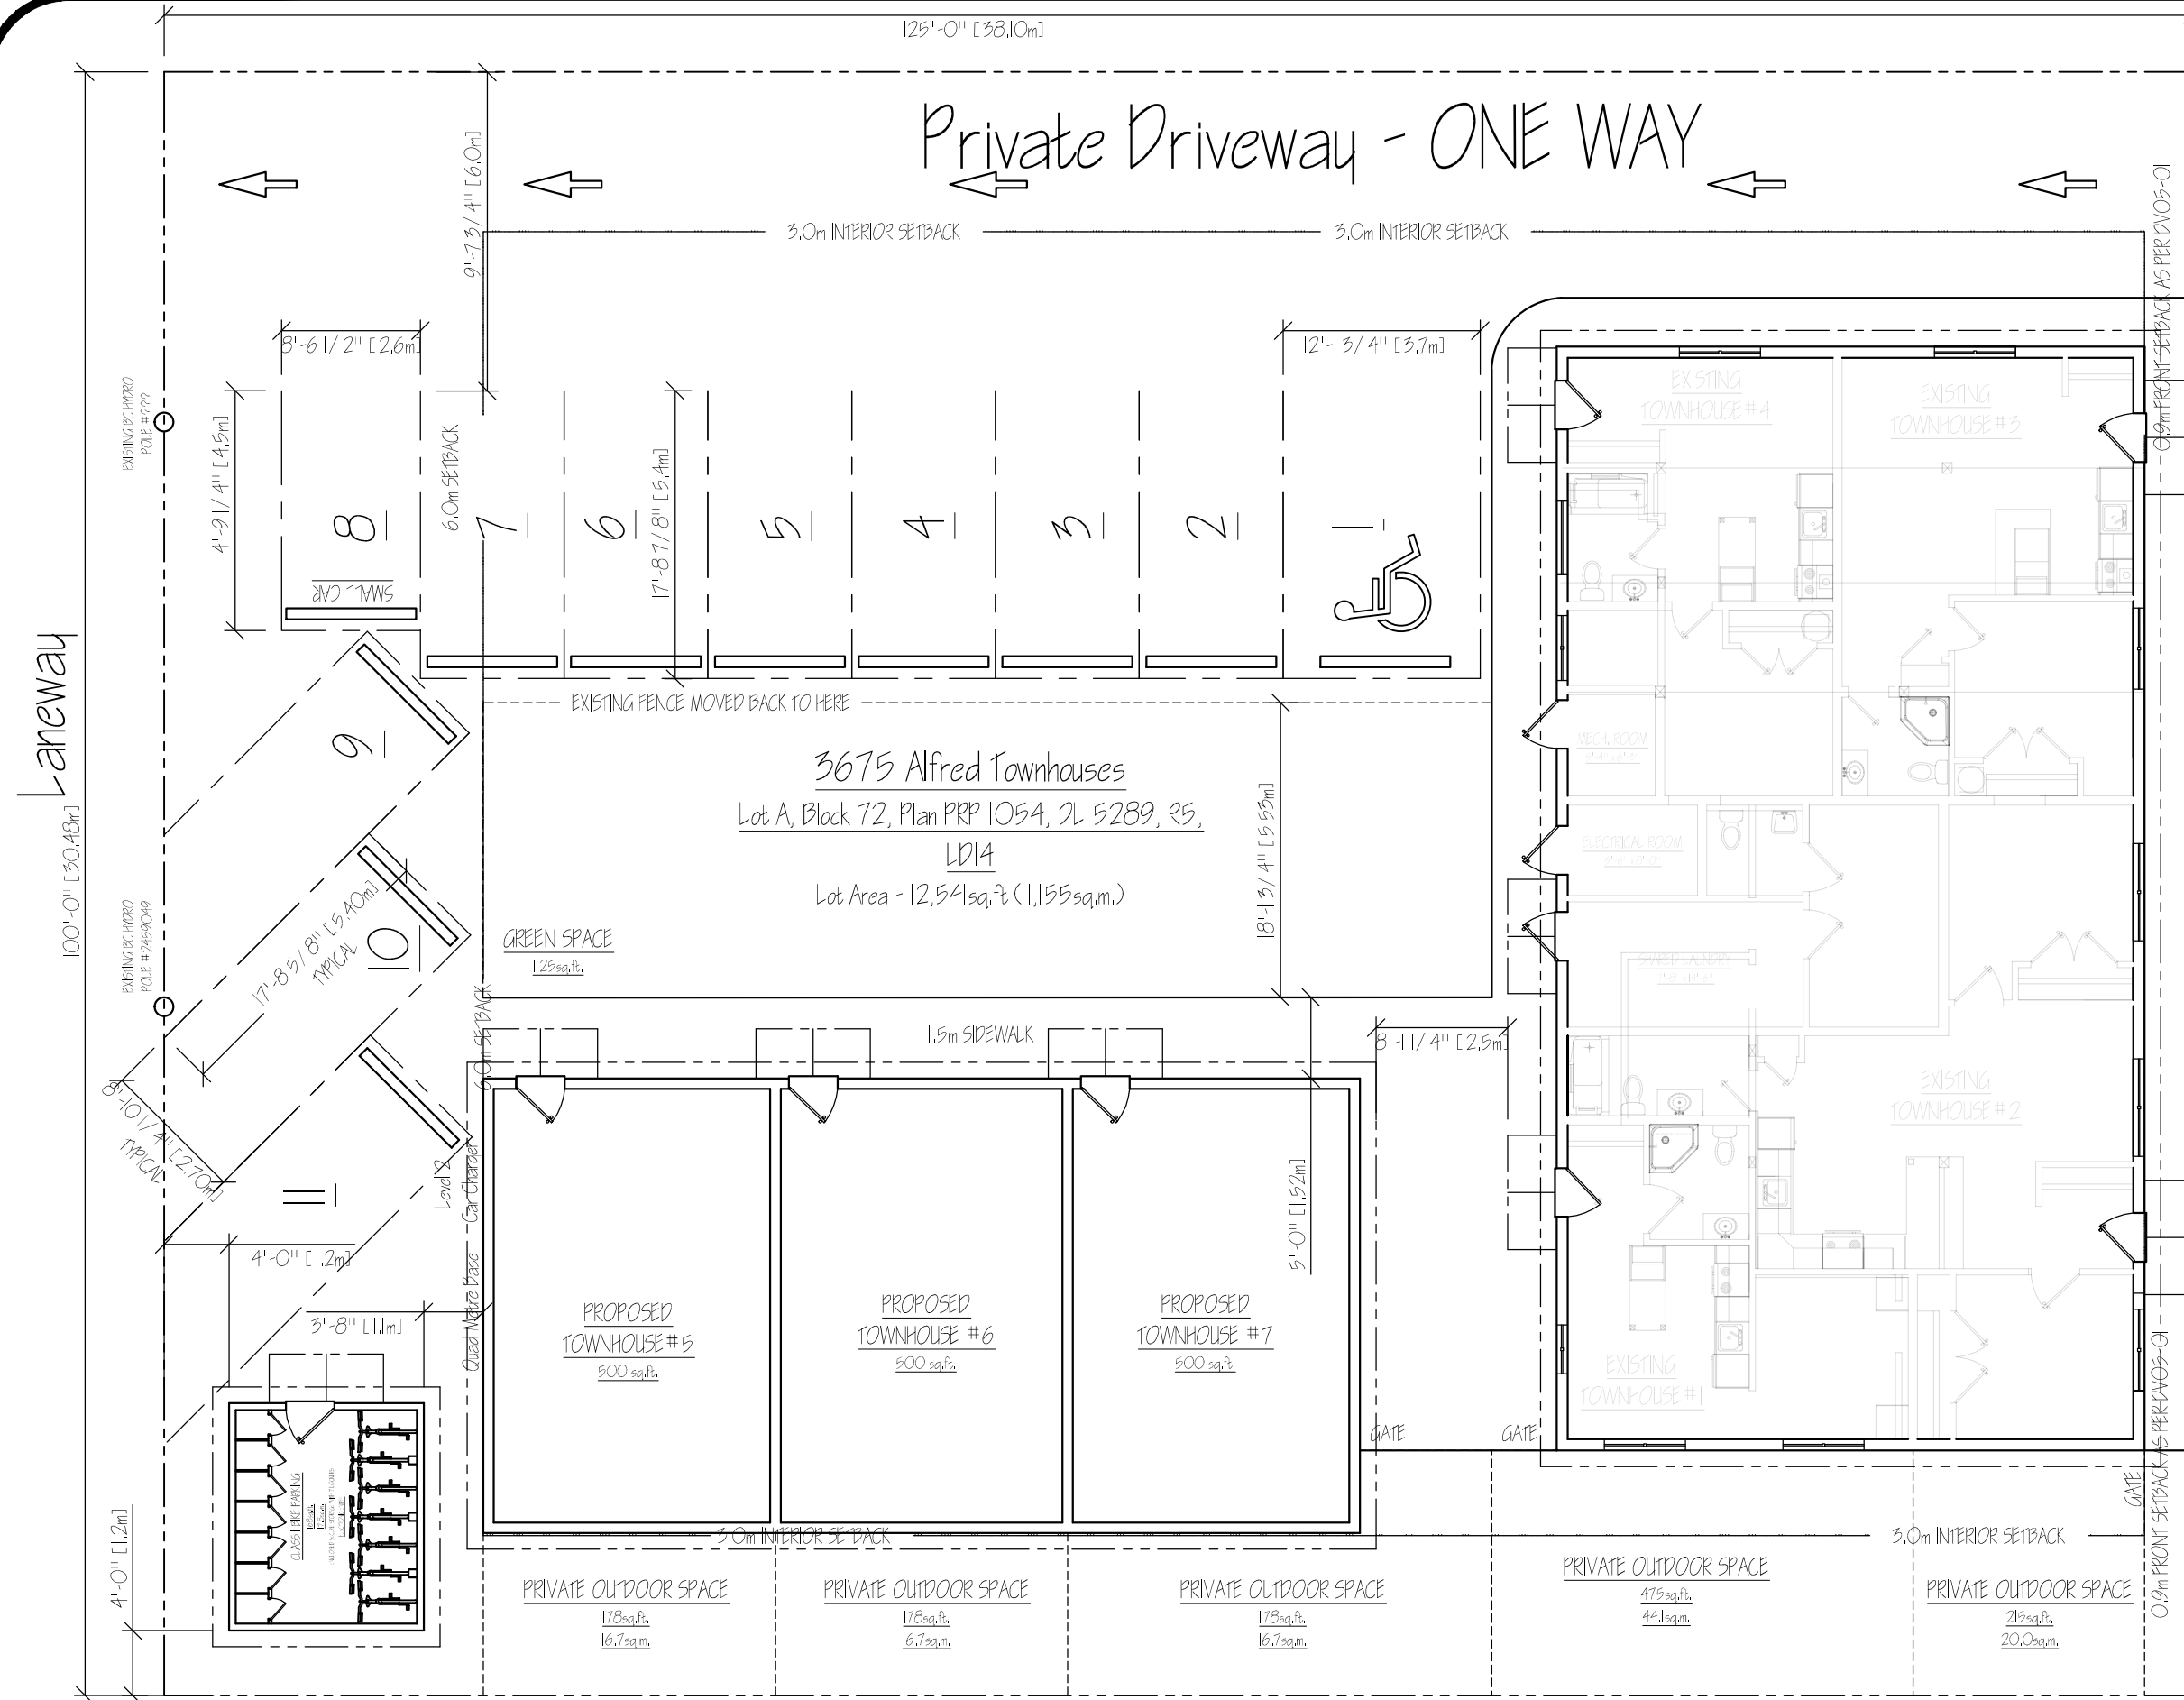 125'-0" [38.10m]
Private Driveway - ONE WAY
19'-7 3/4" [6.0m]
3.0m INTERIOR SETBACK
3.0m INTERIOR SETBACK
0.9m FRONT SETBACK AS PER DV05-01
8'-6 1/2" [2.6m]
12'-1 3/4" [3.7m]
EXISTING BC HYDRO
POLE #???
14'-9 1/4" [4.5m]
6.0m SETBACK
17'-8 7/8" [5.4m]
8
SMALL CAR
7
6
5
4
3
2
1
EXISTING
TOWNHOUSE #4
EXISTING
TOWNHOUSE #3
EXISTING FENCE MOVED BACK TO HERE
Laneway
100'-0" [30.48m]
9
3675 Alfred Townhouses
Lot A, Block 72, Plan PRP 1054, DL 5289, R5,
LD14
Lot Area - 12,541sq.ft (1,155sq.m.)
18'-1 3/4" [5.53m]
MECH. ROOM
ELECTRICAL ROOM
SHARED LAUNDRY
EXISTING BC HYDRO
POLE #2459049
17'-8 5/8" [5.40m]
TYPICAL
10
GREEN SPACE
1125sq.ft.
6.0m SETBACK
1.5m SIDEWALK
8'-1 1/4" [2.5m]
8'-10 1/4" [2.70m]
TYPICAL
11
Level 2
Car Charger
Quad Metre Base
5'-0" [1.52m]
EXISTING
TOWNHOUSE #2
4'-0" [1.2m]
3'-8" [1.1m]
PROPOSED
TOWNHOUSE #5
500 sq.ft.
PROPOSED
TOWNHOUSE #6
500 sq.ft.
PROPOSED
TOWNHOUSE #7
500 sq.ft.
EXISTING
TOWNHOUSE #1
GATE
GATE
GATE
0.9m FRONT SETBACK AS PER DV05-01
CLASS 1 BIKE PARKING
4'-0" [1.2m]
3.0m INTERIOR SETBACK
3.0m INTERIOR SETBACK
PRIVATE OUTDOOR SPACE
178sq.ft.
16.7sq.m.
PRIVATE OUTDOOR SPACE
178sq.ft.
16.7sq.m.
PRIVATE OUTDOOR SPACE
178sq.ft.
16.7sq.m.
PRIVATE OUTDOOR SPACE
475sq.ft.
44.1sq.m.
PRIVATE OUTDOOR SPACE
215sq.ft.
20.0sq.m.